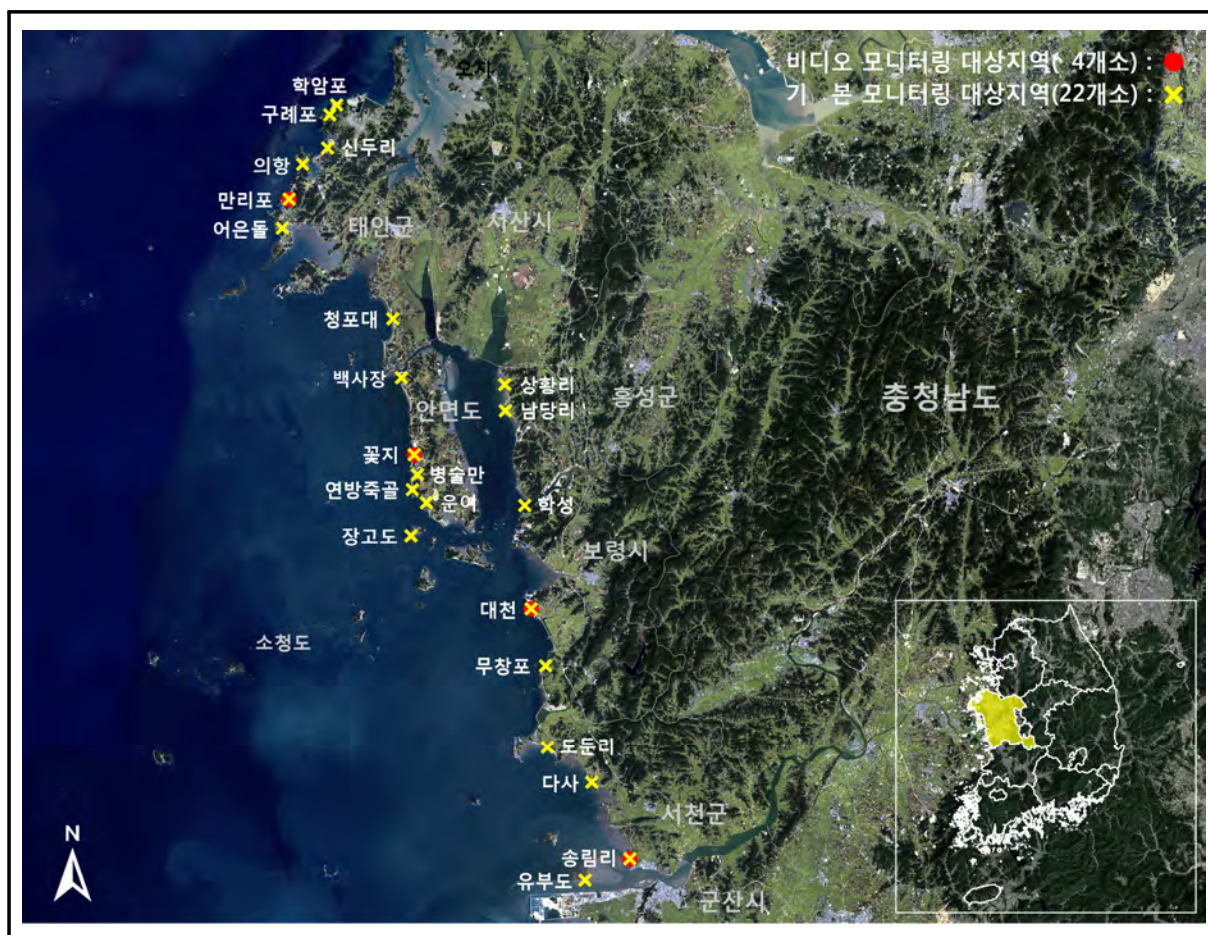 비디오 모니터링 대상지역( 4개소) :
기 . 본 모니터링 대상지역(22개소) :
학암포
구례포
신두리
의항
만리포
어은돌
태안군
서산시
청포대
백사장
안면도
상황리
남당리
홍성군
충청남도
꽃지
병술만
연방죽골
운여
학성
장고도
보령시
대천
소청도
무창포
도둔리
다사
서천군
송림리
유부도
군진시
N